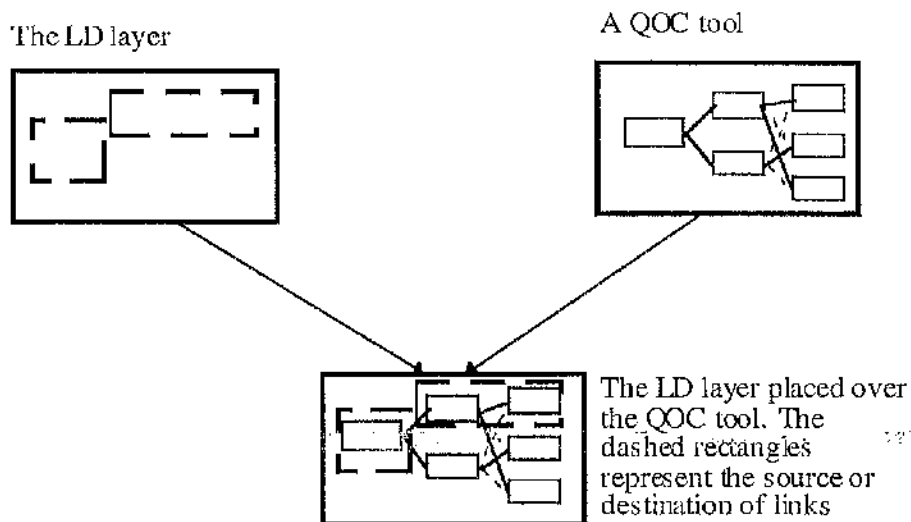 The LD layer
A QOC tool
The LD layer placed over
the QOC tool. The
dashed rectangles
represent the source or
destination of links